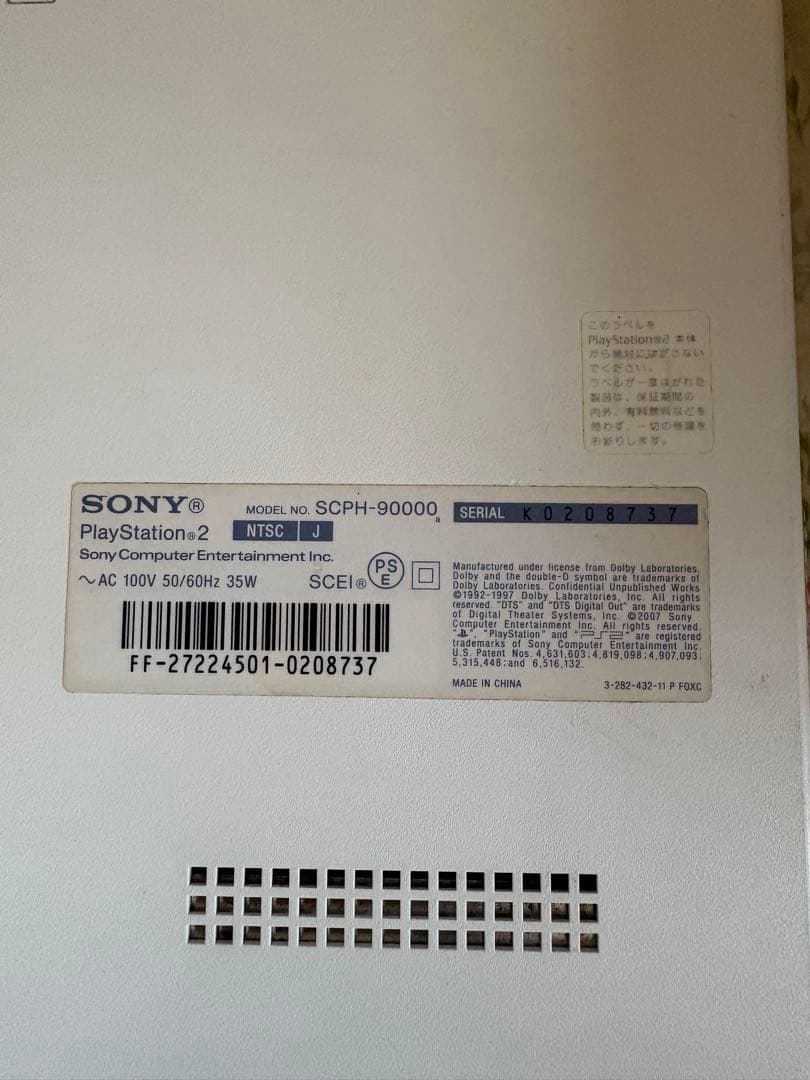 このラベルを
PlayStation®2 本体
から絶対にはがさない
でください。
ラベルが一度はがれた
製品は、保証期間の
内外、有料無料などを
問わず、一切の修理を
お断りします。
SONY® MODEL NO. SCPH-90000 a SERIAL K0208737
PlayStation®2 NTSC J
Sony Computer Entertainment Inc.
～AC 100V 50/60Hz 35W SCEI® PS E
FF-27224501-0208737
Manufactured under license from Dolby Laboratories.
Dolby and the double-D symbol are trademarks of
Dolby Laboratories. Confidential Unpublished Works
©1992-1997 Dolby Laboratories, Inc. All rights
reserved. "DTS" and "DTS Digital Out" are trademarks
of Digital Theater Systems, Inc. ©2007 Sony
Computer Entertainment Inc. All rights reserved.
" ", "PlayStation" and "PS2" are registered
trademarks of Sony Computer Entertainment Inc.
U.S. Patent Nos. 4,631,603;4,819,098;4,907,093;
5,315,448;and 6,516,132.
MADE IN CHINA 3-282-432-11 P FOXC